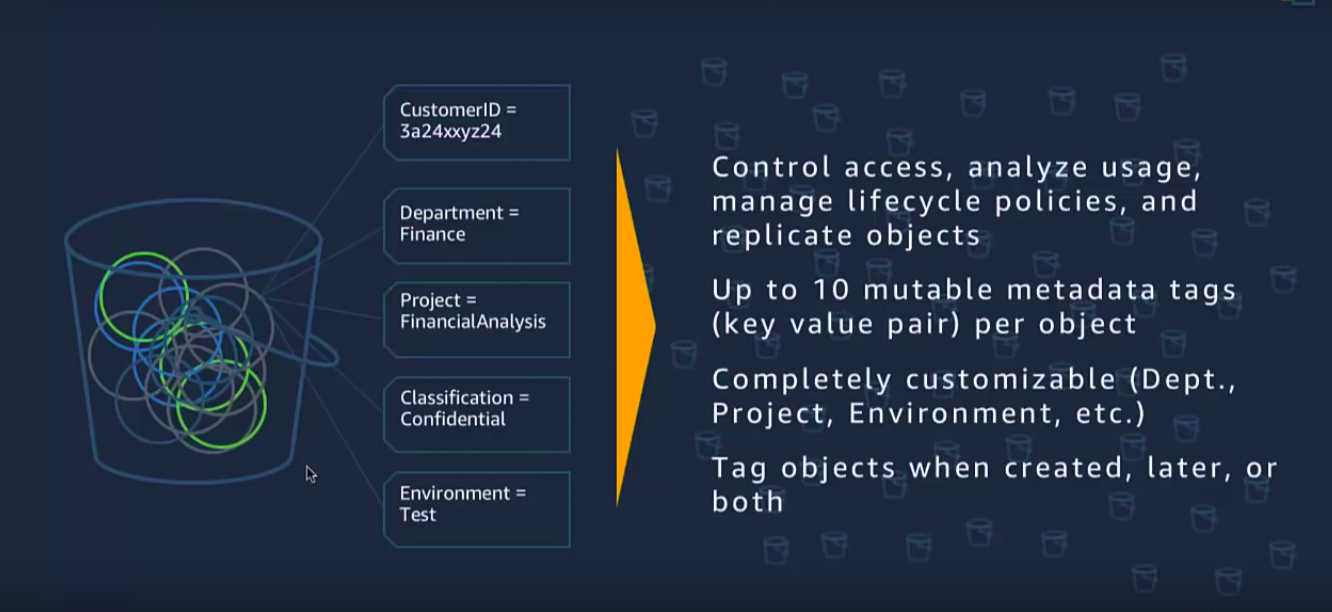 CustomerID =
3a24xxyz24
Department =
Finance
Project =
FinancialAnalysis
Classification =
Confidential
Environment =
Test
Control access, analyze usage,
manage lifecycle policies, and
replicate objects
Up to 10 mutable metadata tags
(key value pair) per object
Completely customizable (Dept.,
Project, Environment, etc.)
Tag objects when created, later, or
both